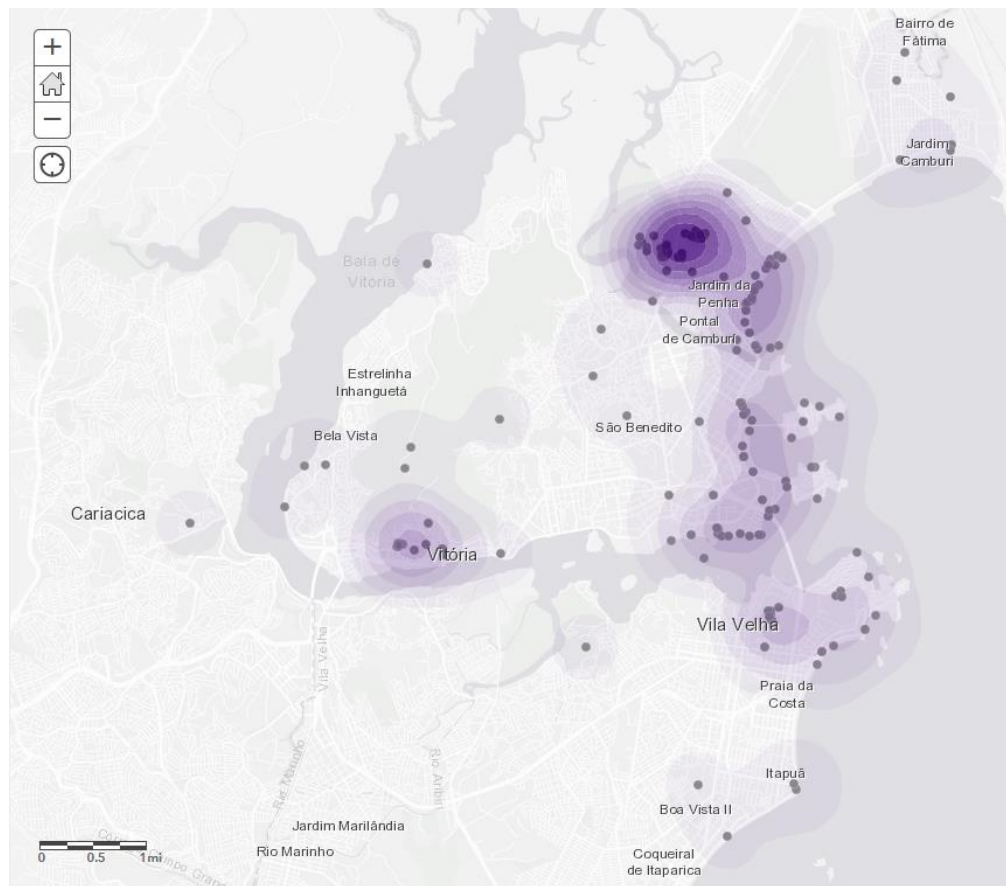 Bairro de
Fátima
+
−
Jardim
Camburi
Baía de
Vitória
Jardim da
Penha
Pontal
de Camburi
Estrelinha
Inhanguetá
Bela Vista
São Benedito
Cariacica
Vitória
Vila Velha
Vila Velha
Praia da
Costa
Rio Marinho
Rio Aribiri
Itapuã
Boa Vista II
Jardim Marilândia
Rio Marinho
Coqueiral
de Itaparica
0 0.5 1mi